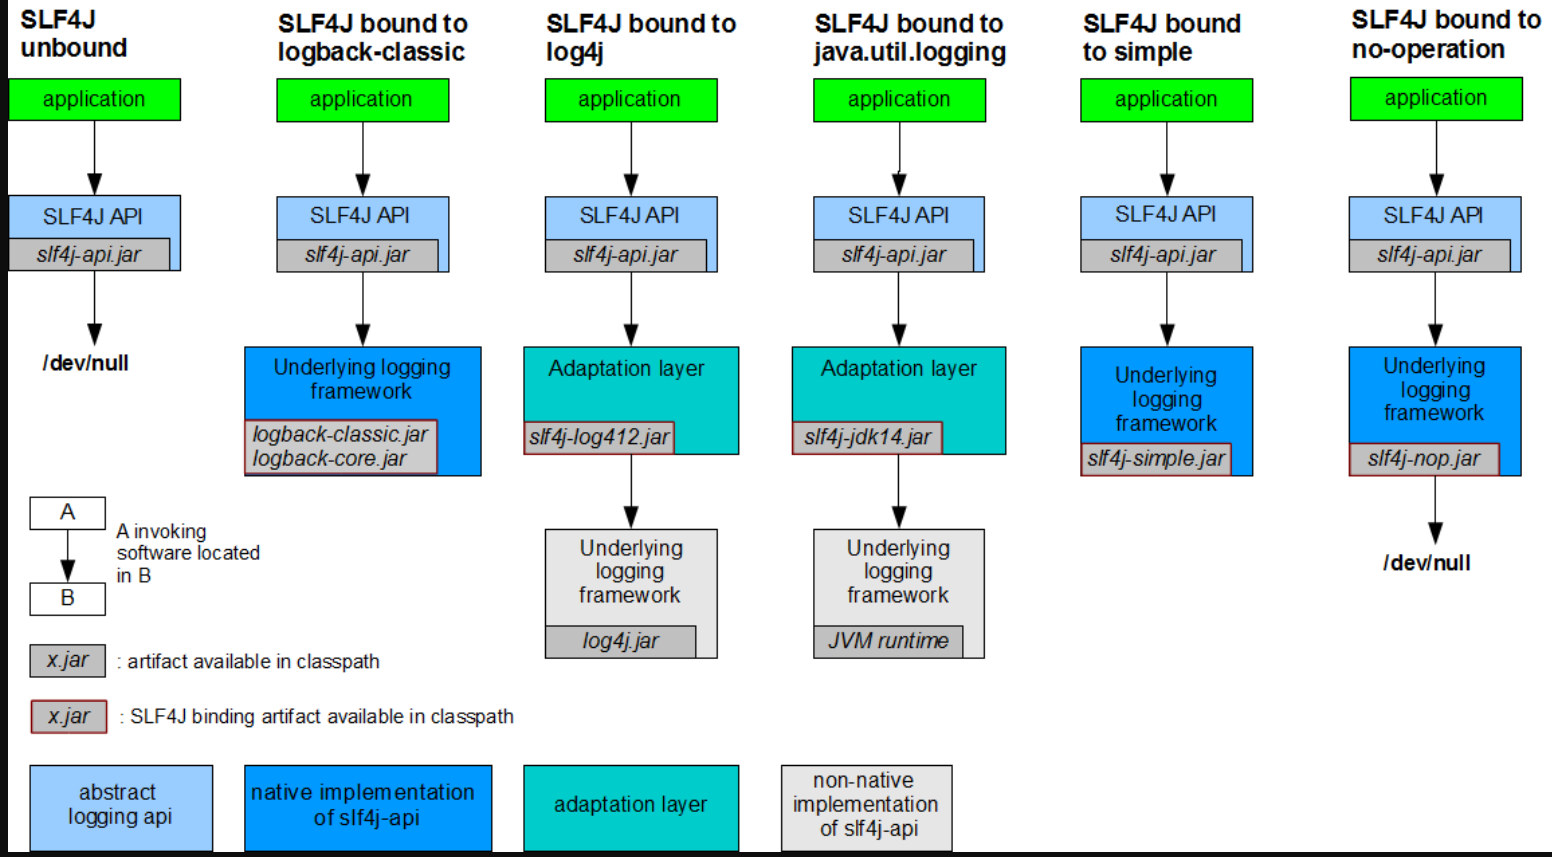 SLF4J
unbound
application
SLF4J API
slf4j-api.jar
/dev/null
SLF4J bound to
logback-classic
application
SLF4J API
slf4j-api.jar
Underlying logging
framework
logback-classic.jar
logback-core.jar
SLF4J bound to
log4j
application
SLF4J API
slf4j-api.jar
Adaptation layer
slf4j-log412.jar
Underlying
logging
framework
log4j.jar
SLF4J bound to
java.util.logging
application
SLF4J API
slf4j-api.jar
Adaptation layer
slf4j-jdk14.jar
Underlying
logging
framework
JVM runtime
SLF4J bound
to simple
application
SLF4J API
slf4j-api.jar
Underlying
logging
framework
slf4j-simple.jar
SLF4J bound to
no-operation
application
SLF4J API
slf4j-api.jar
Underlying
logging
framework
slf4j-nop.jar
/dev/null
A
B
A invoking
software located
in B
x.jar : artifact available in classpath
x.jar : SLF4J binding artifact available in classpath
abstract
logging api
native implementation
of slf4j-api
adaptation layer
non-native
implementation
of slf4j-api